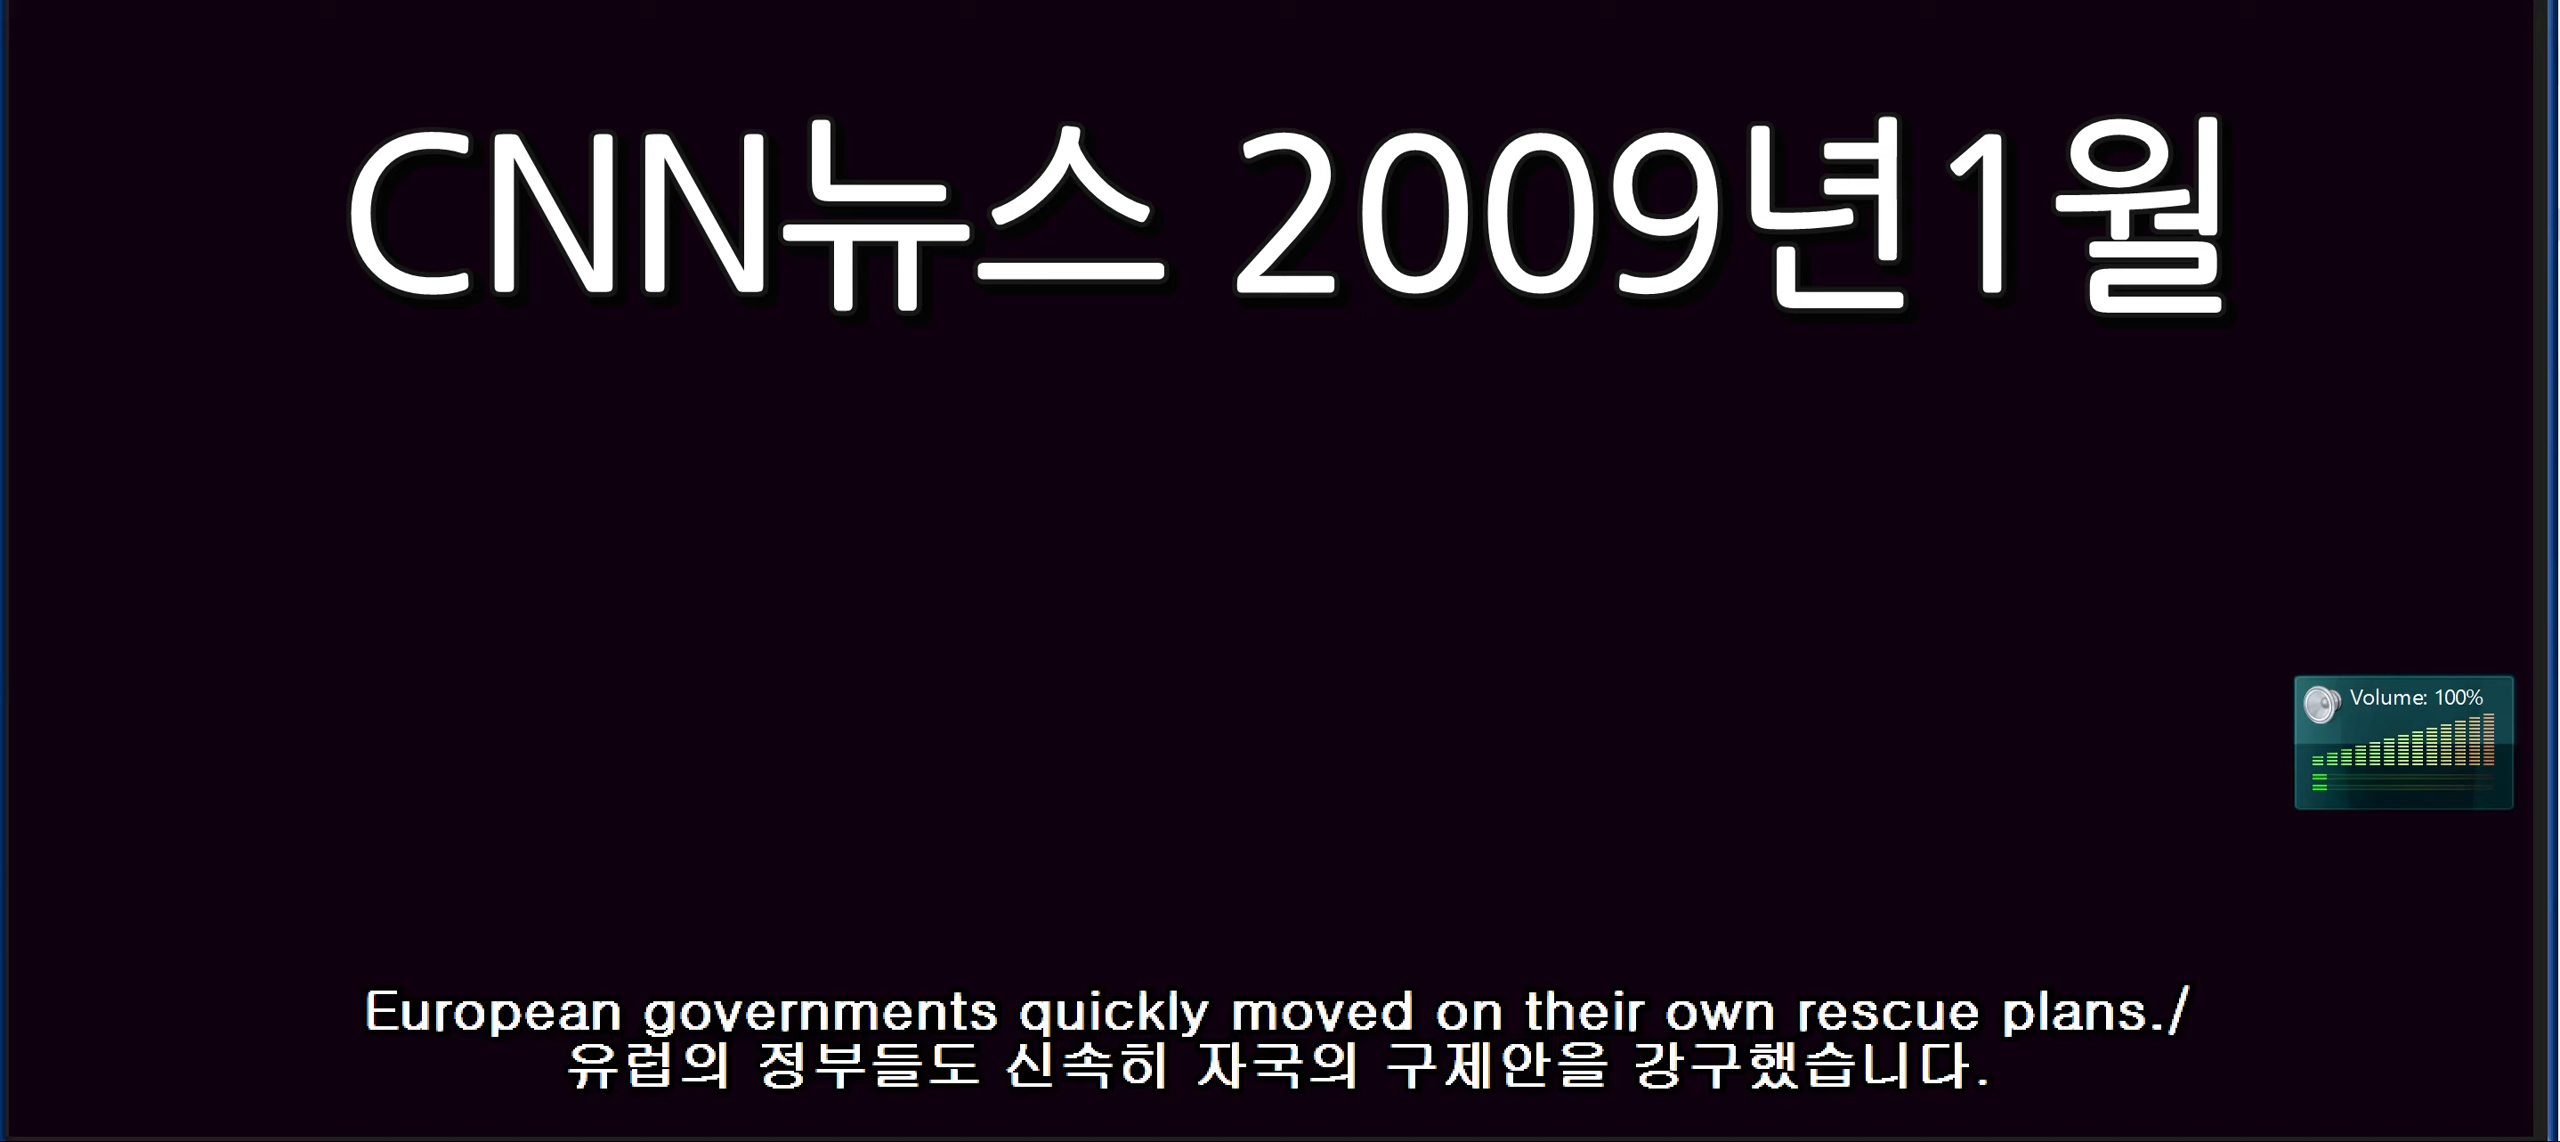 CNN뉴스 2009년1월
Volume: 100%
European governments quickly moved on their own rescue plans./
유럽의 정부들도 신속히 자국의 구제안을 강구했습니다.